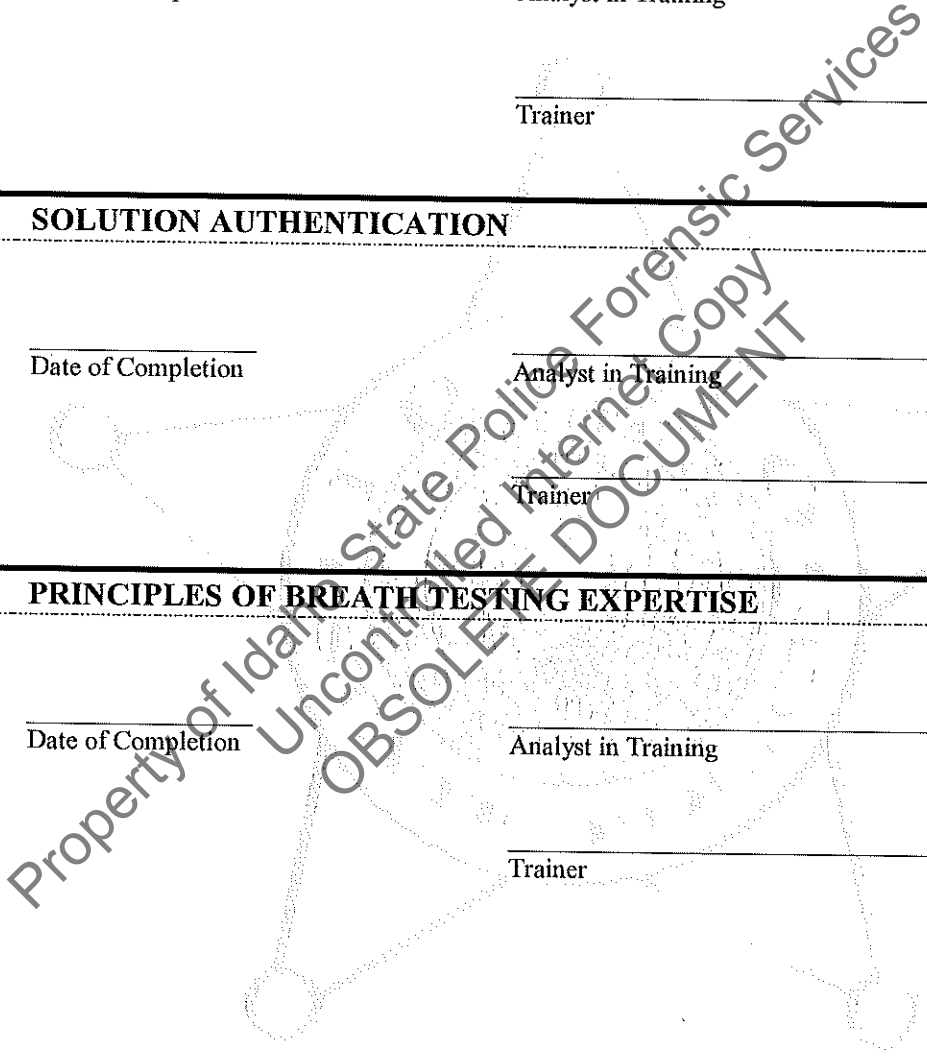 Analyst in Training
Trainer
SOLUTION AUTHENTICATION
Date of Completion
Analyst in Training
Trainer
PRINCIPLES OF BREATH TESTING EXPERTISE
Date of Completion
Analyst in Training
Trainer
Property of Idaho State Police Forensic Services
Uncontrolled Internet Copy
OBSOLETE DOCUMENT